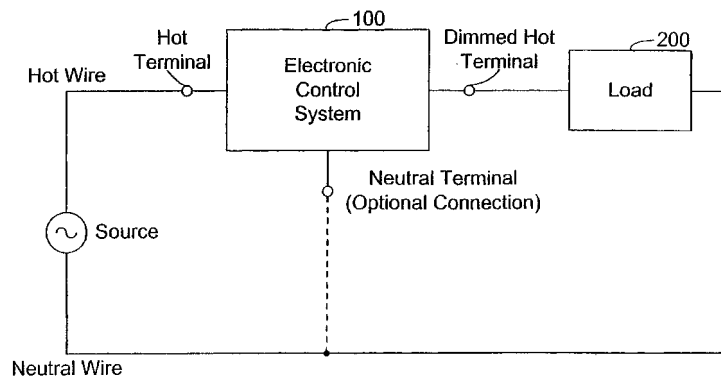 100
Hot
Terminal
Hot Wire
Electronic
Control
System
Dimmed Hot
Terminal
200
Load
Neutral Terminal
(Optional Connection)
Source
Neutral Wire